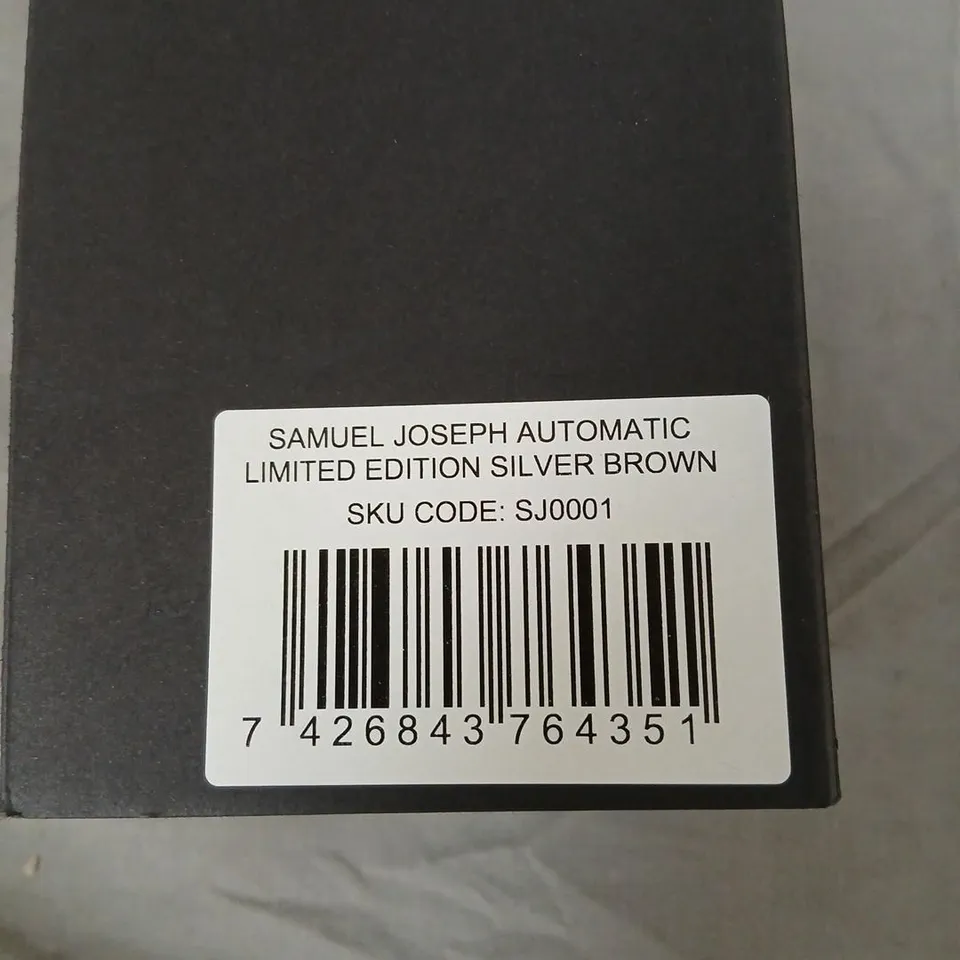 SAMUEL JOSEPH AUTOMATIC
LIMITED EDITION SILVER BROWN
SKU CODE: SJ0001
7 426843 764351